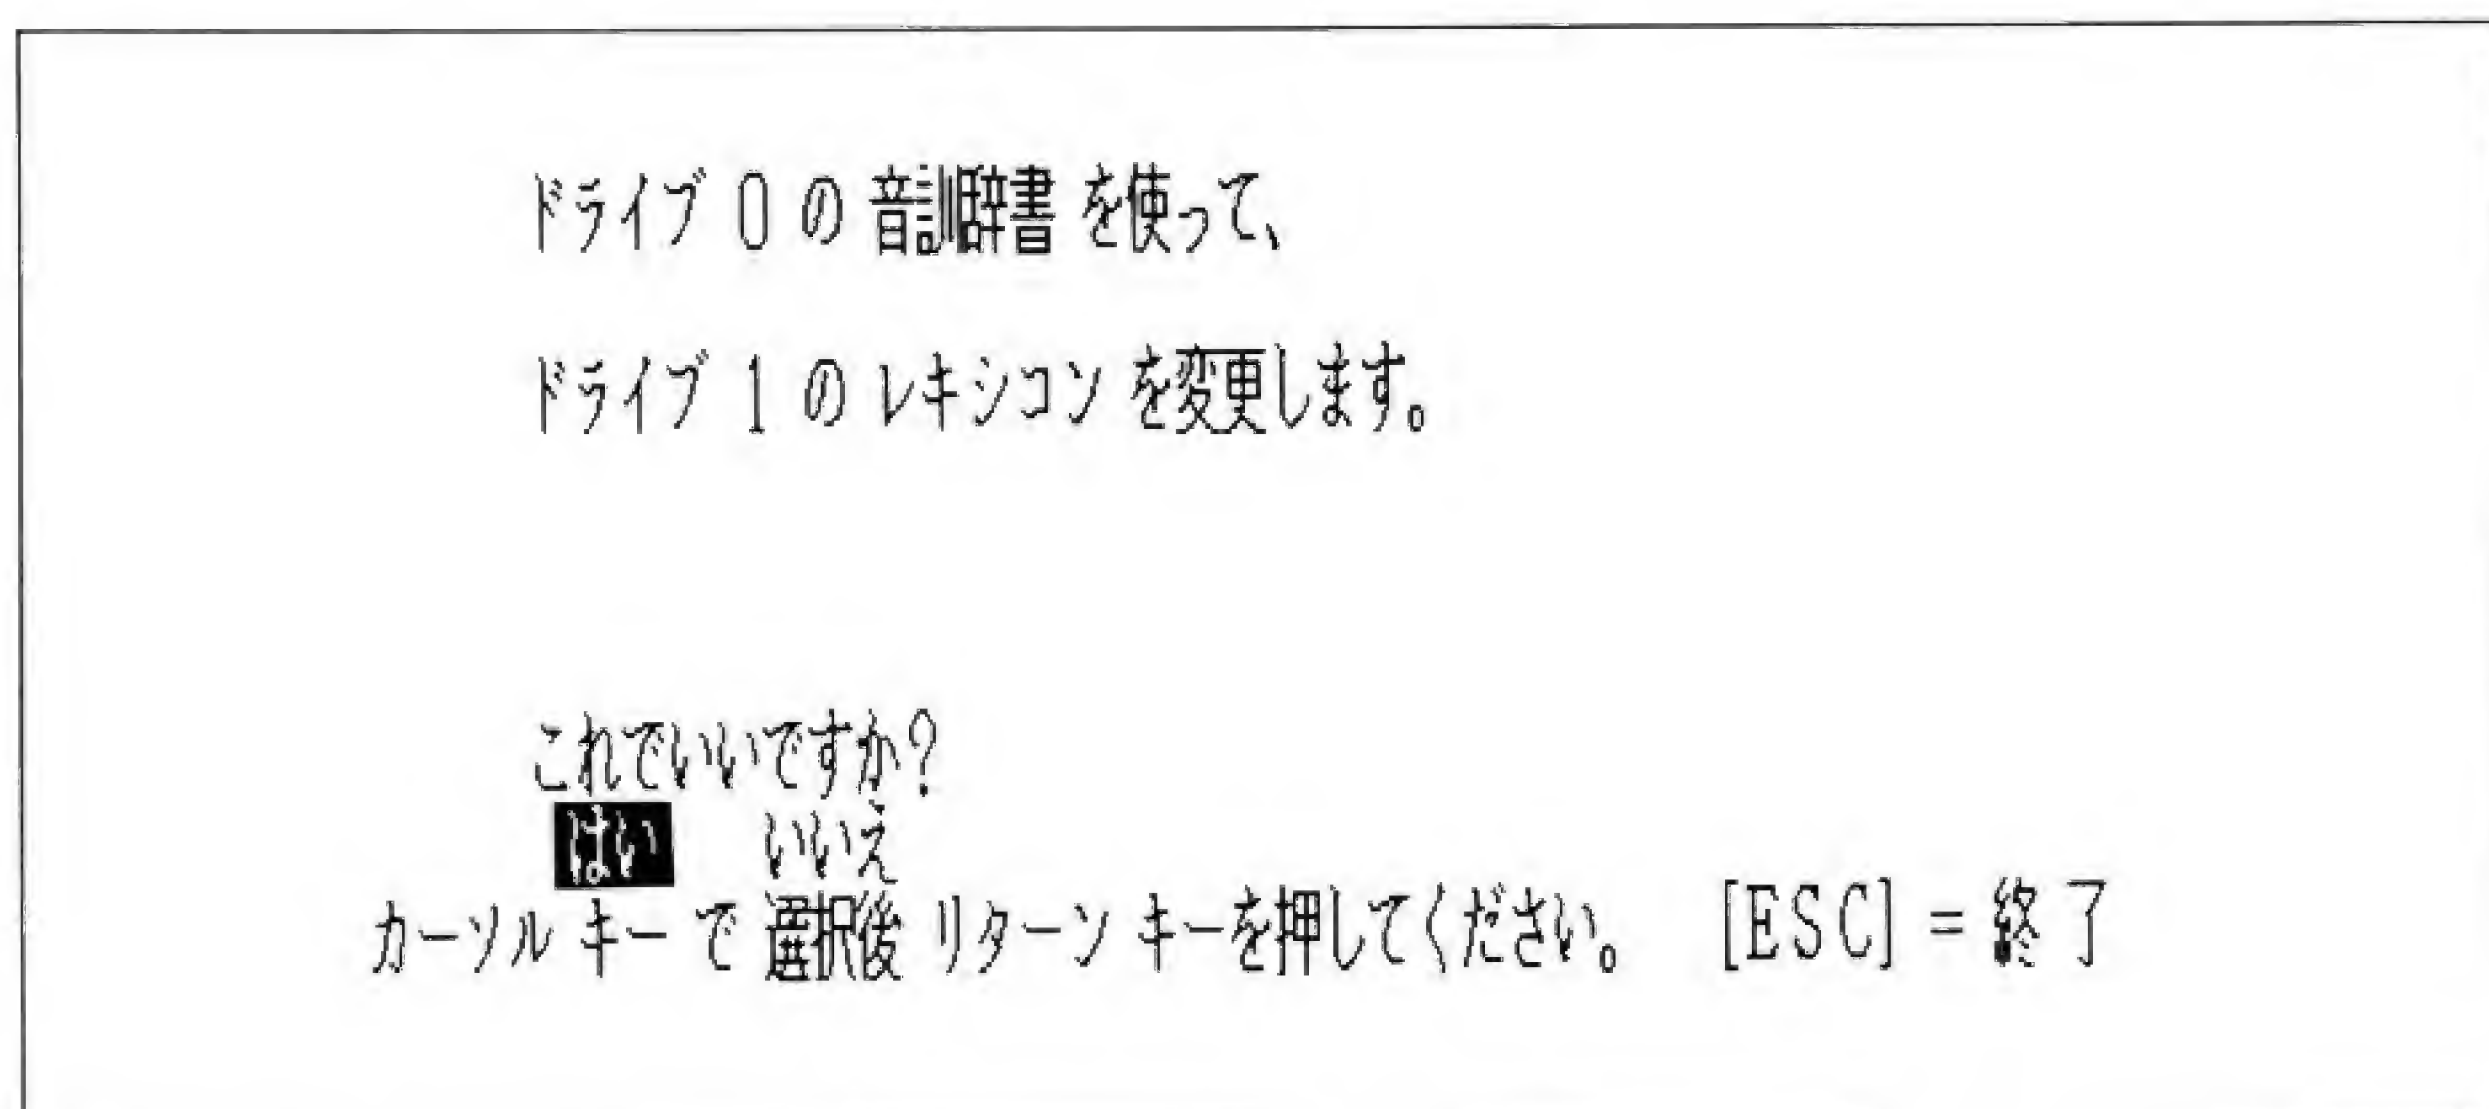 ドライブ 0 の 音訓辞書 を使って、
ドライブ 1 の レキシコン を変更します。
これでいいですか?
はい いいえ
カーソル キー で 選択後 リターン キーを押してください。 [ESC] = 終了